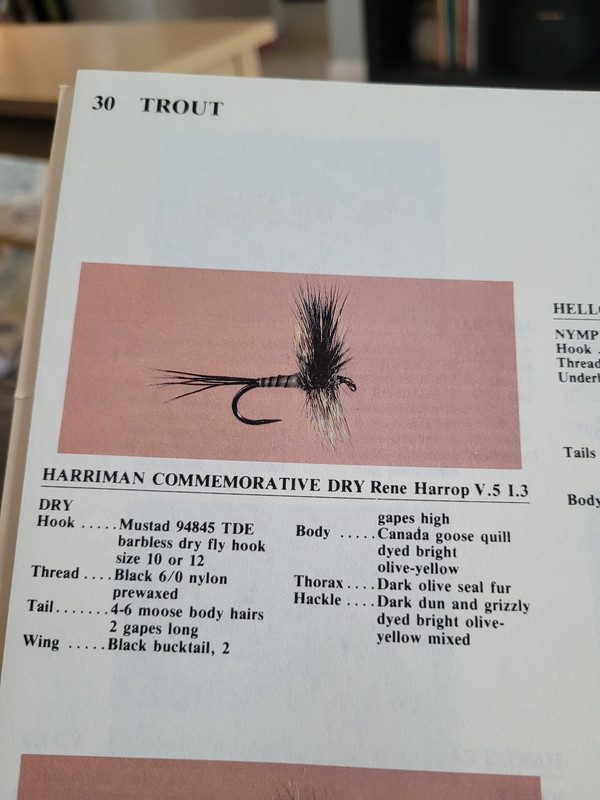 30 TROUT
HARRIMAN COMMEMORATIVE DRY Rene Harrop V.5 I.3
DRY
Hook .....Mustad 94845 TDE
barbless dry fly hook
size 10 or 12
Thread ....Black 6/0 nylon
prewaxed
Tail.......4-6 moose body hairs
2 gapes long
Wing .....Black bucktail, 2
gapes high
Body .....Canada goose quill
dyed bright
olive-yellow
Thorax....Dark olive seal fur
Hackle ....Dark dun and grizzly
dyed bright olive-
yellow mixed
HELL
NYMP
Hook .
Thread
Under
Tails
Body